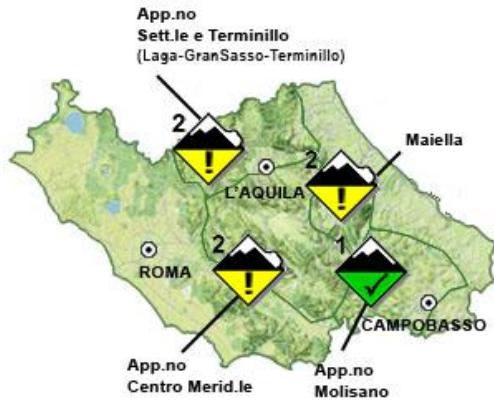 App.no
Sett.le e Terminillo
(Laga-GranSasso-Terminillo)
2
Maiella
2
L'AQUILA
2
1
ROMA
CAMPOBASSO
App.no
Centro Merid.le
App.no
Molisano